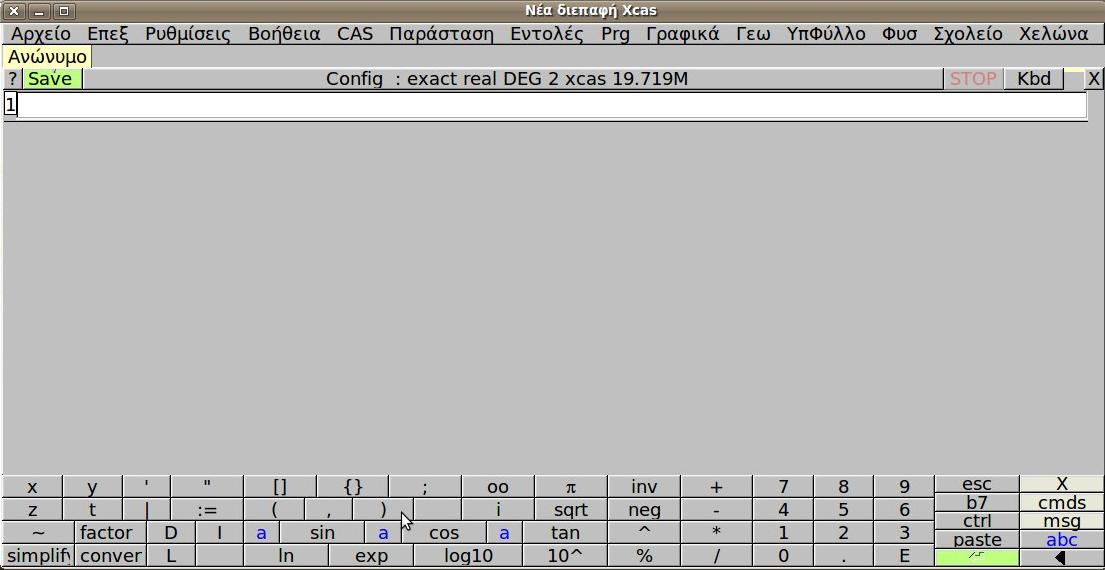 Νέα διεπαφή Xcas
Αρχείο Επεξ Ρυθμίσεις Βοήθεια CAS Παράσταση Εντολές Prg Γραφικά Γεω ΥπΦύλλο Φυσ Σχολείο Χελώνα
Ανώνυμο
? Save Config : exact real DEG 2 xcas 19.719M STOP Kbd X
1
x y ' " [] {} ; oo π inv + 7 8 9 esc X
z t | := ( , ) i sqrt neg - 4 5 6 b7 cmds
~ factor D I a sin a cos a tan ^ * 1 2 3 ctrl msg
paste abc
simplify conver L ln exp log10 10^ % / 0 . E